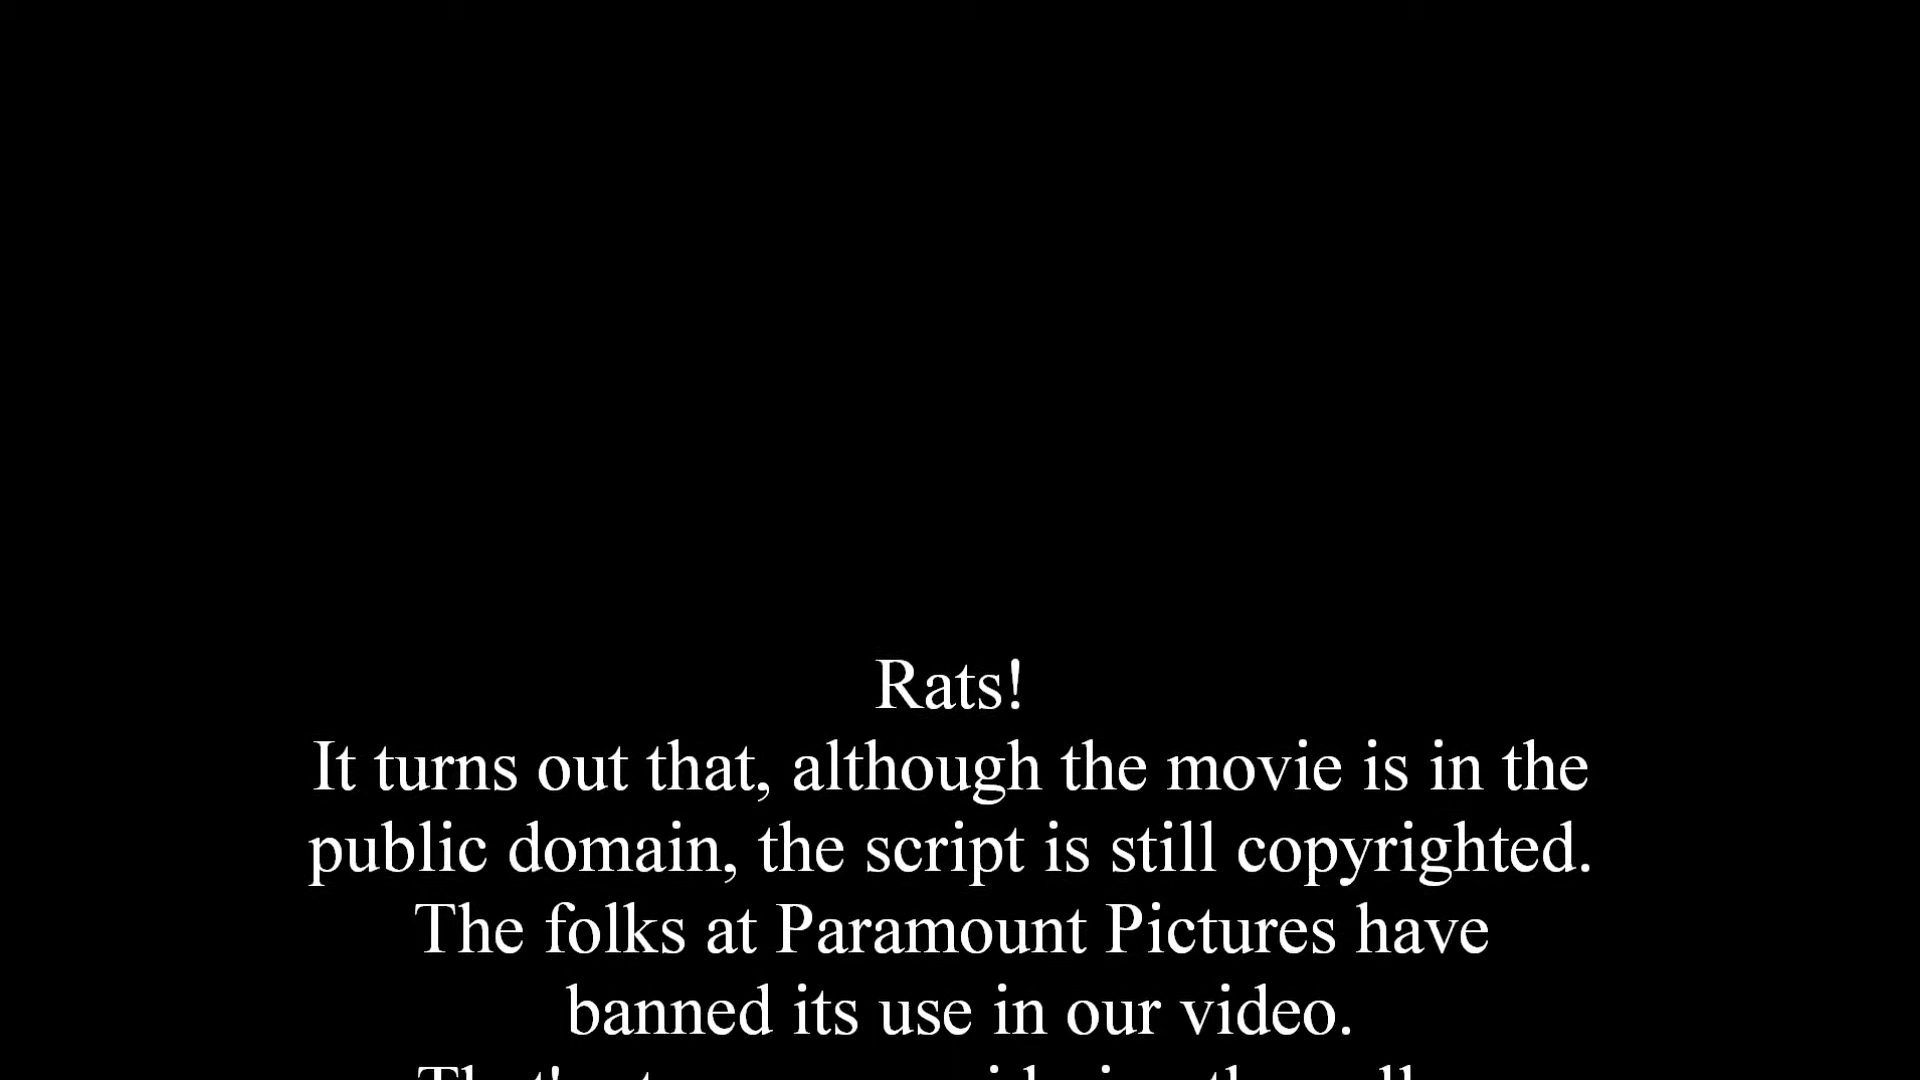 Rats!
It turns out that, although the movie is in the
public domain, the script is still copyrighted.
The folks at Paramount Pictures have
banned its use in our video.